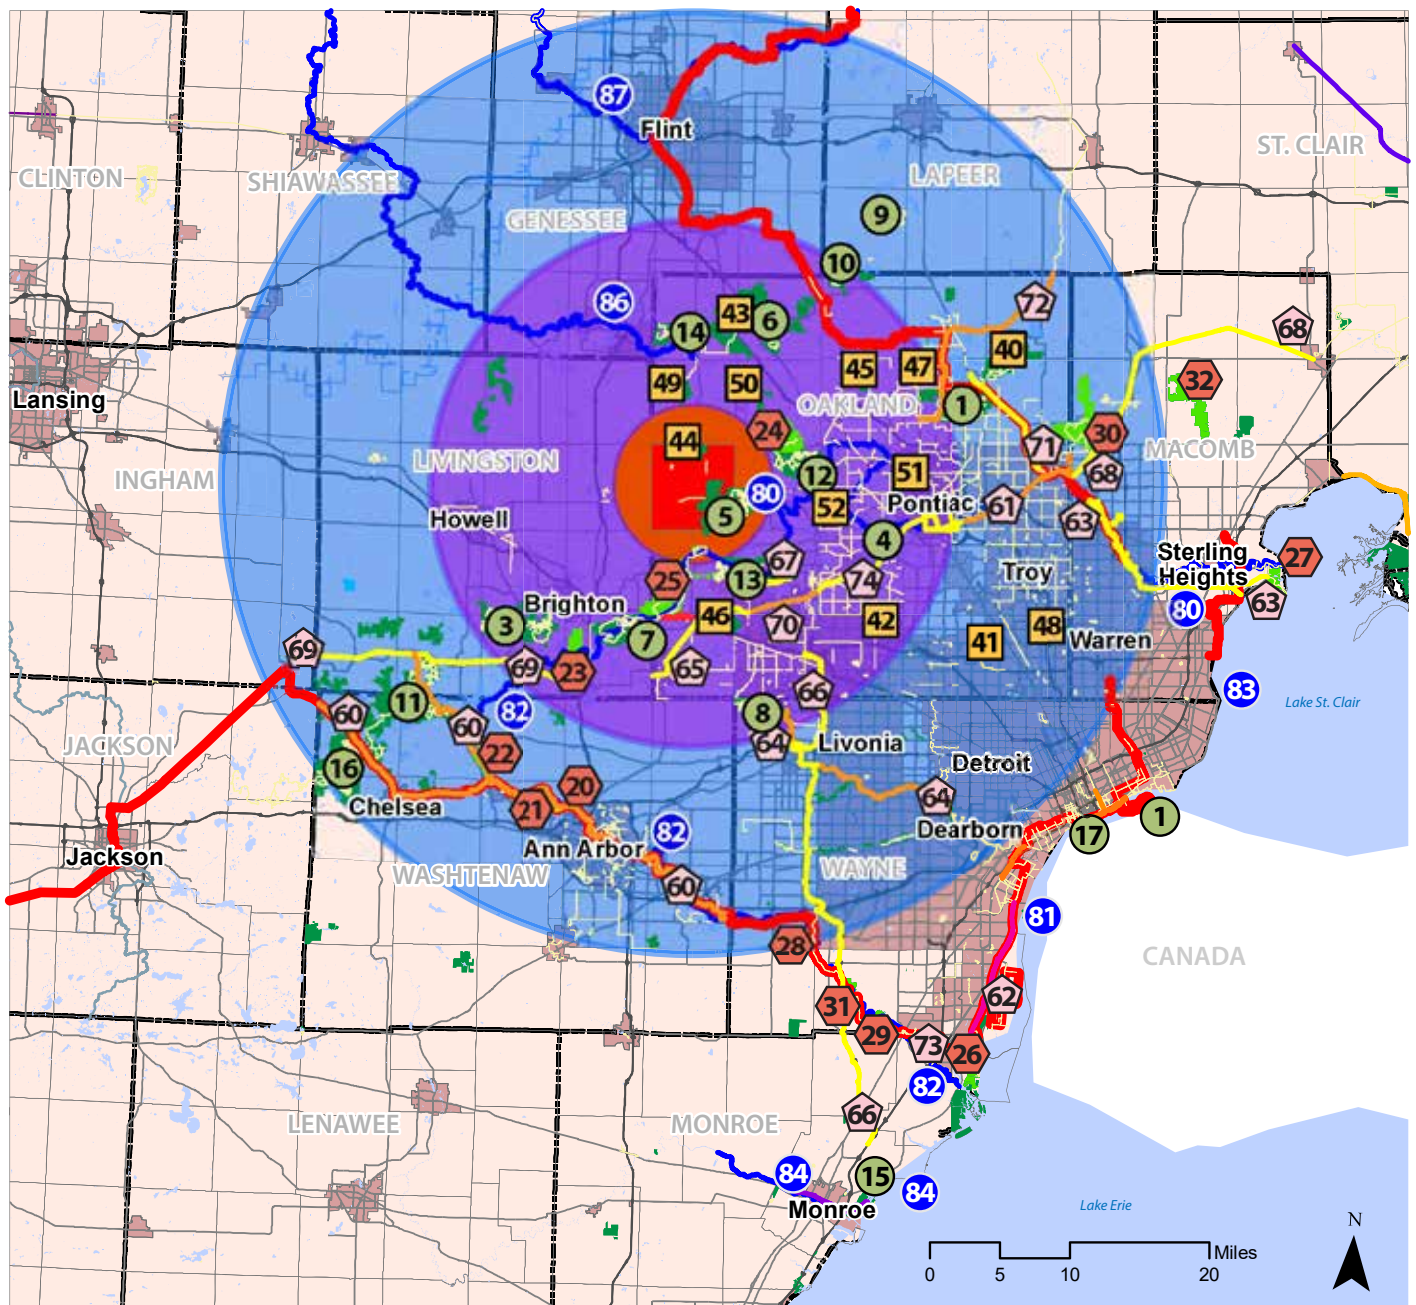 87
Flint
ST. CLAIR
CLINTON
SHIAWASSEE
LAPEER
GENESSEE
9
10
86
72
43
6
14
68
40
45
47
49
50
32
Lansing
OAKLAND
1
24
30
44
71
MACOMB
LIVINGSTON
INGHAM
12
51
68
80
52
Pontiac
61
Howell
5
63
4
Sterling
Heights
27
67
74
Troy
25
13
Brighton
63
80
46
42
3
70
48
7
41
Warren
69
69
23
65
66
83
11
82
Lake St. Clair
60
60
8
JACKSON
64
Livonia
22
Detroit
16
20
64
Chelsea
21
1
82
Dearborn
17
Ann Arbor
Jackson
WASHTENAW
WAYNE
60
81
28
CANADA
62
31
29
73
26
82
66
LENAWEE
MONROE
84
15
84
Monroe
Lake Erie
N
Miles
0 5 10 20